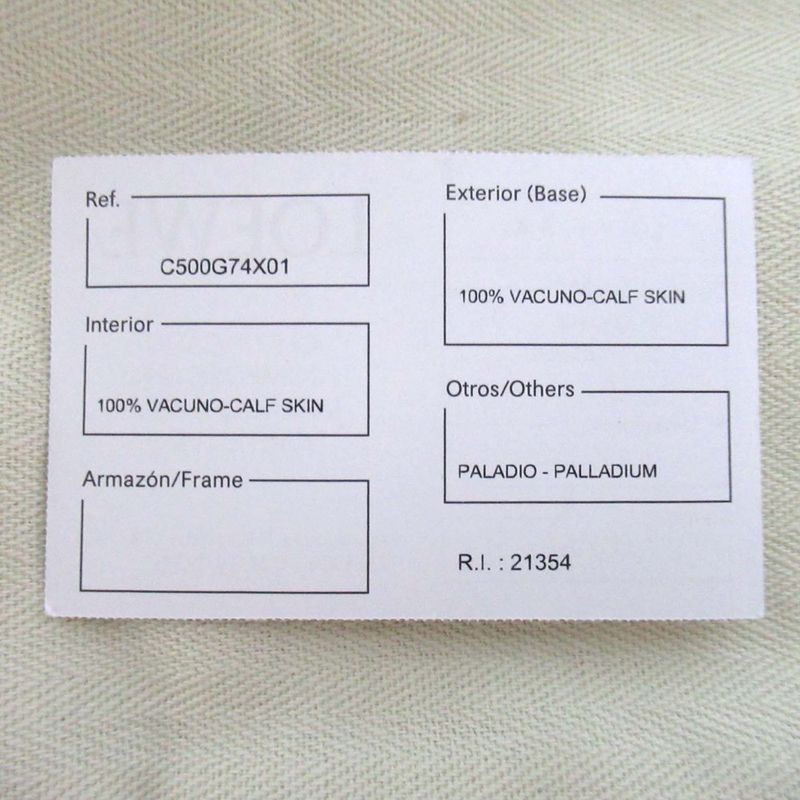 Ref.
C500G74X01
Interior
100% VACUNO-CALF SKIN
Armazón/Frame
Exterior (Base)
100% VACUNO-CALF SKIN
Otros/Others
PALADIO - PALLADIUM
R.I. : 21354
LOEWE